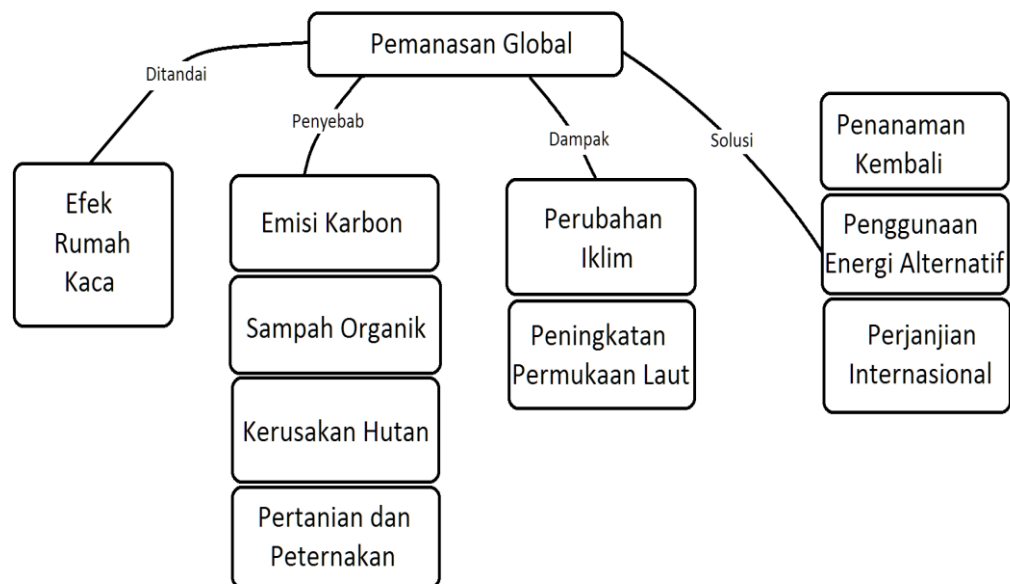 Pemanasan Global
Ditandai
Penyebab
Dampak
Solusi
Efek
Rumah
Kaca
Emisi Karbon
Sampah Organik
Kerusakan Hutan
Pertanian dan
Peternakan
Perubahan
Iklim
Peningkatan
Permukaan Laut
Penanaman
Kembali
Penggunaan
Energi Alternatif
Perjanjian
Internasional